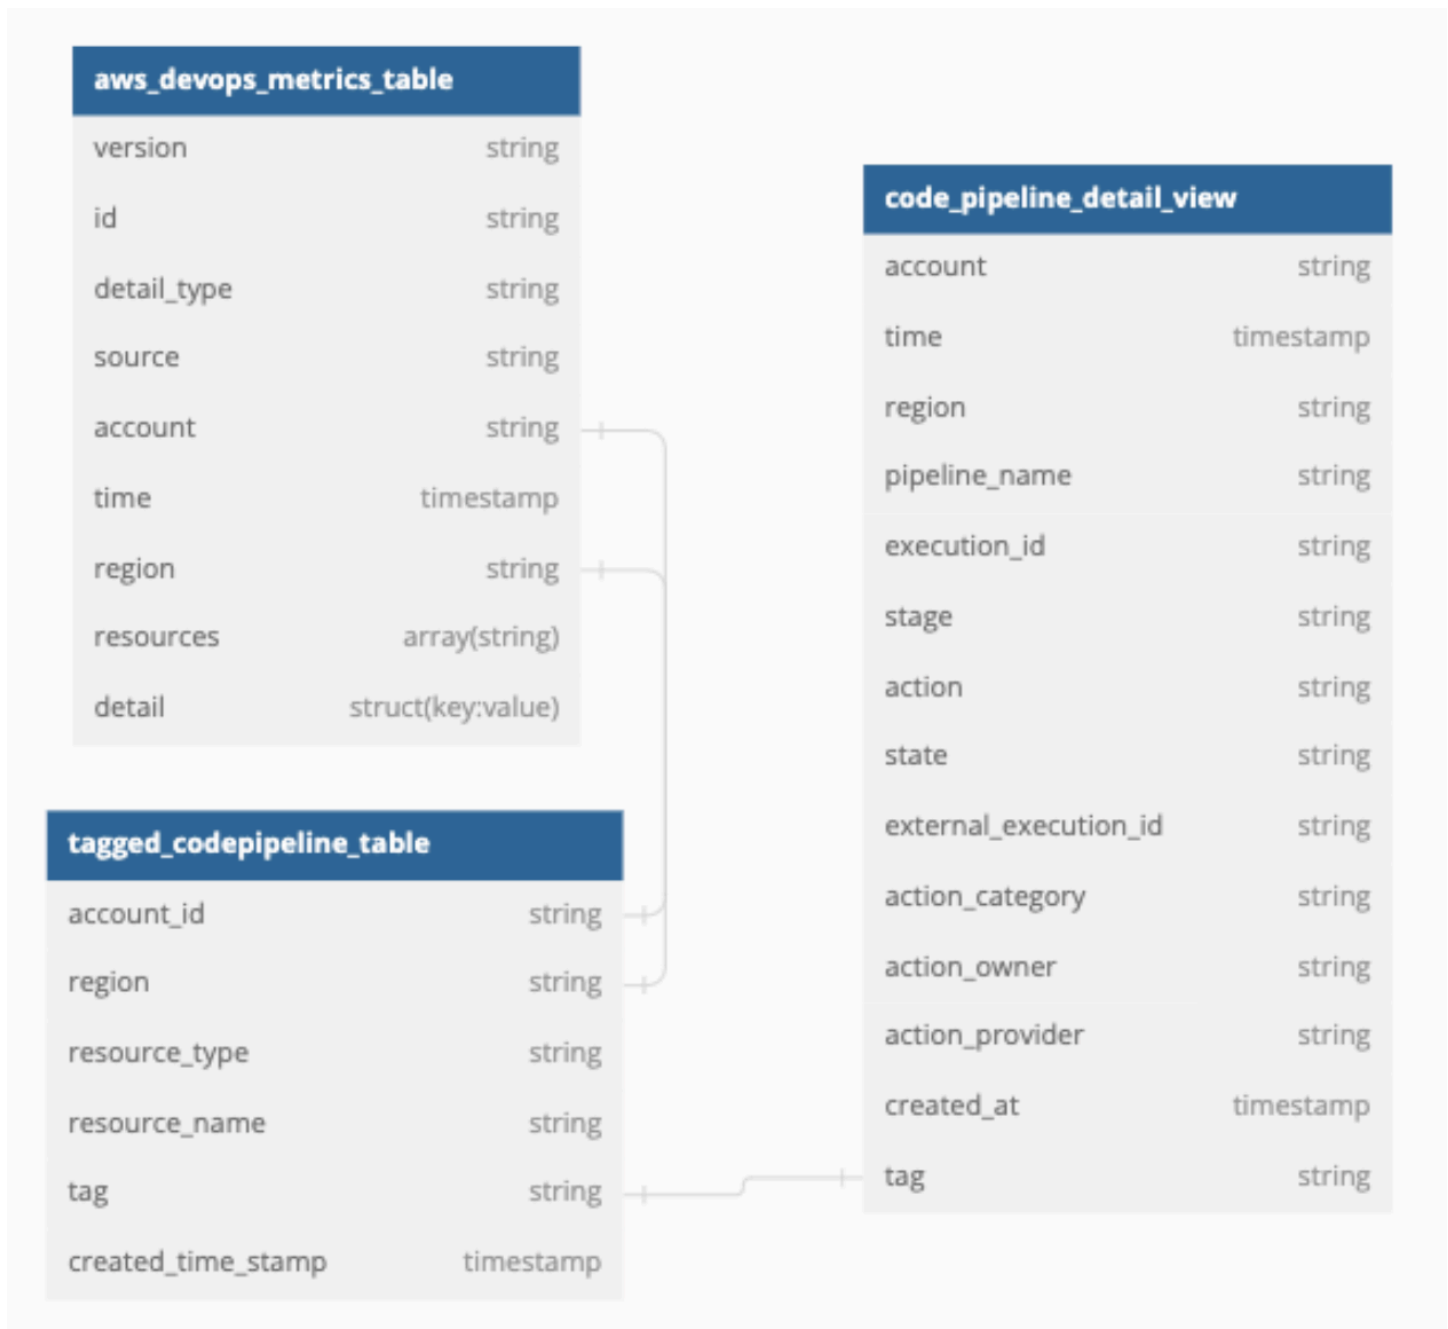 aws_devops_metrics_table
version string
id string
detail_type string
source string
account string
time timestamp
region string
resources array(string)
detail struct(key:value)
tagged_codepipeline_table
account_id string
region string
resource_type string
resource_name string
tag string
created_time_stamp timestamp
code_pipeline_detail_view
account string
time timestamp
region string
pipeline_name string
execution_id string
stage string
action string
state string
external_execution_id string
action_category string
action_owner string
action_provider string
created_at timestamp
tag string